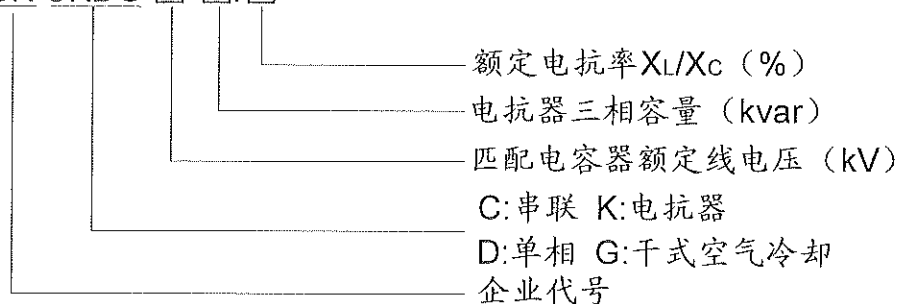 额定电抗率XL/XC（%）
电抗器三相容量（kvar）
匹配电容器额定线电压（kV）
C:串联 K:电抗器
D:单相 G:干式空气冷却
企业代号